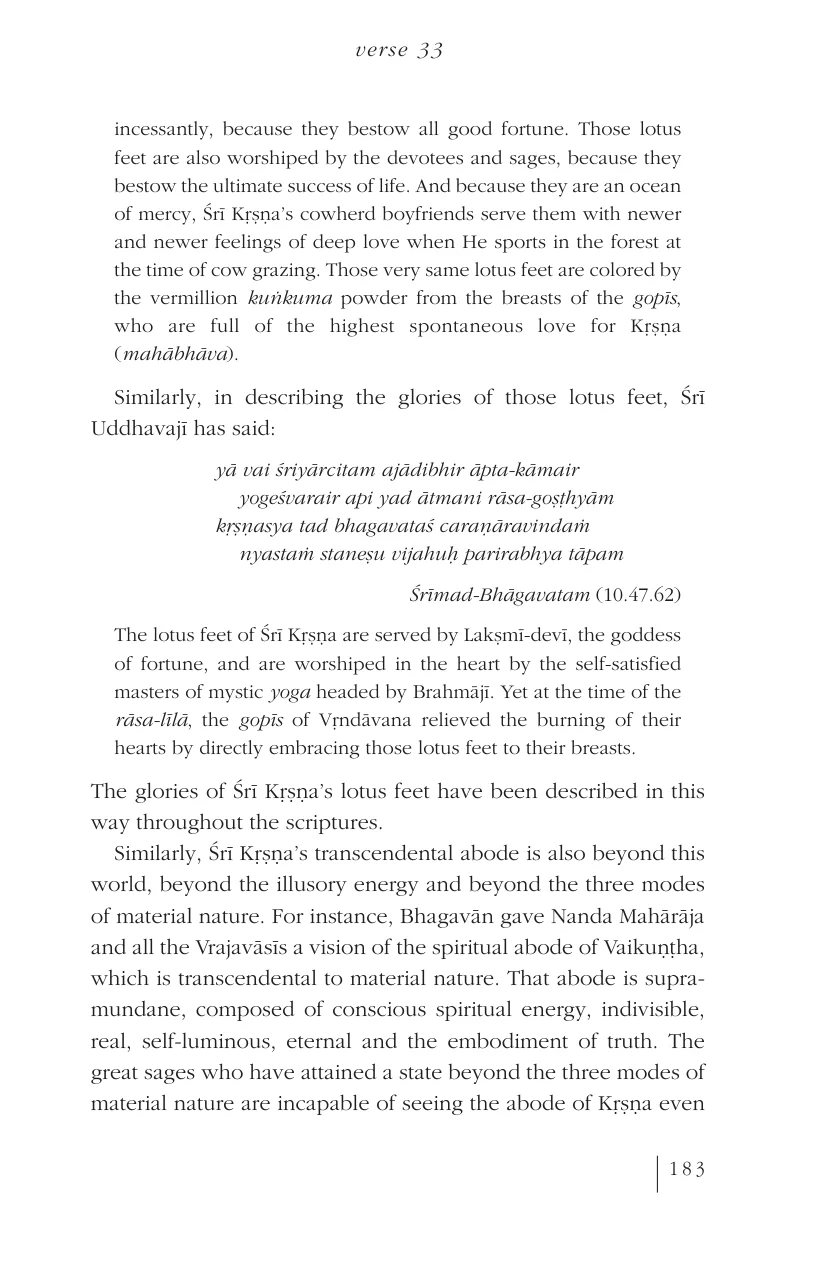 verse 33
incessantly, because they bestow all good fortune. Those lotus
feet are also worshiped by the devotees and sages, because they
bestow the ultimate success of life. And because they are an ocean
of mercy, Śrī Kṛṣṇa’s cowherd boyfriends serve them with newer
and newer feelings of deep love when He sports in the forest at
the time of cow grazing. Those very same lotus feet are colored by
the vermillion kuṅkuma powder from the breasts of the gopīs,
who are full of the highest spontaneous love for Kṛṣṇa
(mahābhāva).
Similarly, in describing the glories of those lotus feet, Śrī
Uddhavajī has said:
yā vai śriyārcitam ajādibhir āpta-kāmair
yogeśvarair api yad ātmani rāsa-goṣṭhyām
kṛṣṇasya tad bhagavataś caraṇāravindaṁ
nyastaṁ staneṣu vijahuḥ parirabhya tāpam
Śrīmad-Bhāgavatam (10.47.62)
The lotus feet of Śrī Kṛṣṇa are served by Lakṣmī-devī, the goddess
of fortune, and are worshiped in the heart by the self-satisfied
masters of mystic yoga headed by Brahmājī. Yet at the time of the
rāsa-līlā, the gopīs of Vṛndāvana relieved the burning of their
hearts by directly embracing those lotus feet to their breasts.
The glories of Śrī Kṛṣṇa’s lotus feet have been described in this
way throughout the scriptures.
Similarly, Śrī Kṛṣṇa’s transcendental abode is also beyond this
world, beyond the illusory energy and beyond the three modes
of material nature. For instance, Bhagavān gave Nanda Mahārāja
and all the Vrajavāsīs a vision of the spiritual abode of Vaikuṇṭha,
which is transcendental to material nature. That abode is supra-
mundane, composed of conscious spiritual energy, indivisible,
real, self-luminous, eternal and the embodiment of truth. The
great sages who have attained a state beyond the three modes of
material nature are incapable of seeing the abode of Kṛṣṇa even
183